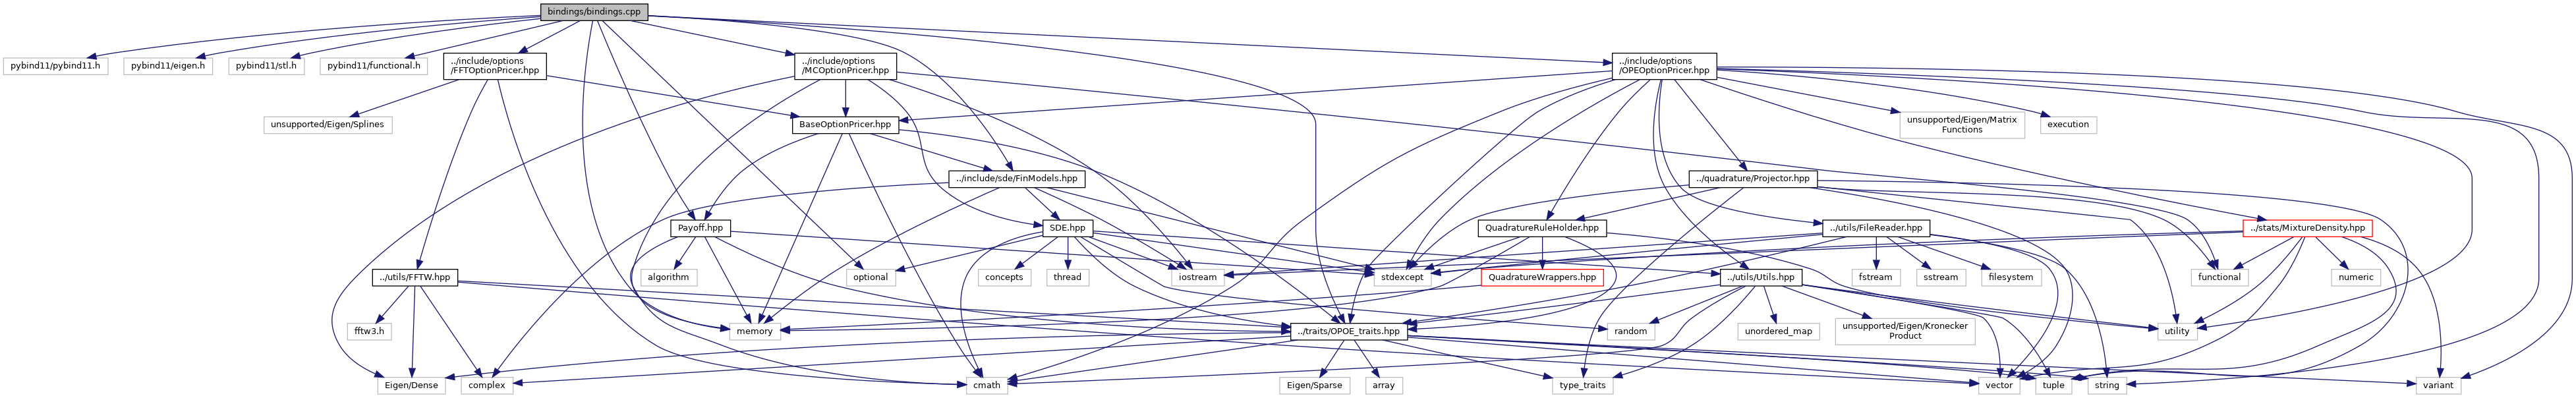 bindings/bindings.cpp
pybind11/pybind11.h
pybind11/eigen.h
pybind11/stl.h
pybind11/functional.h
../include/options
/FFTOptionPricer.hpp
../include/options
/MCOptionPricer.hpp
../include/options
/OPEOptionPricer.hpp
unsupported/Eigen/Splines
BaseOptionPricer.hpp
unsupported/Eigen/Matrix
Functions
execution
../include/sde/FinModels.hpp
../quadrature/Projector.hpp
Payoff.hpp
SDE.hpp
QuadratureRuleHolder.hpp
../utils/FileReader.hpp
../stats/MixtureDensity.hpp
../utils/FFTW.hpp
algorithm
optional
concepts
thread
iostream
stdexcept
QuadratureWrappers.hpp
../utils/Utils.hpp
fstream
sstream
filesystem
functional
numeric
fftw3.h
memory
../traits/OPOE_traits.hpp
random
unordered_map
unsupported/Eigen/Kronecker
Product
utility
Eigen/Dense
complex
cmath
Eigen/Sparse
array
type_traits
vector
tuple
string
variant